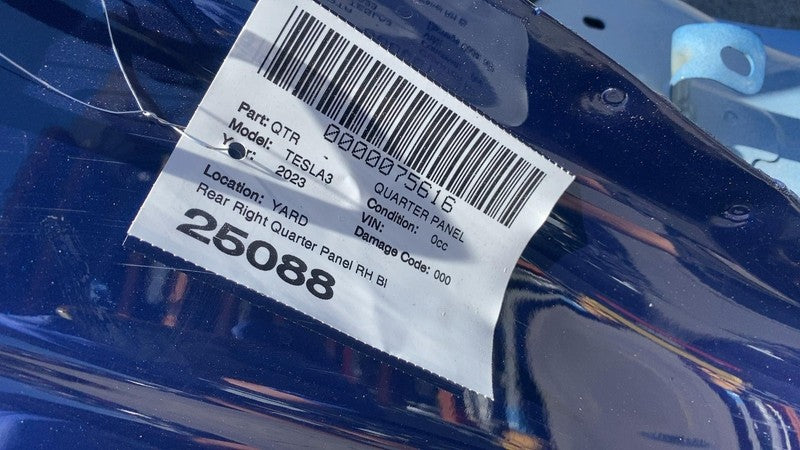 0000075616
Part: QTR - QUARTER PANEL
Model: TESLA3 Condition: 0cc
Year: 2023 VIN:
Location: YARD Damage Code: 000
Rear Right Quarter Panel RH Bl
25088